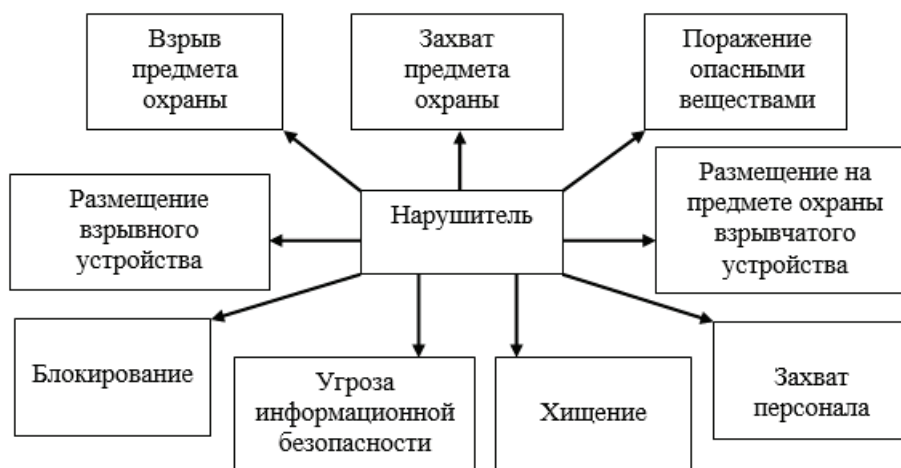 Взрыв
предмета
охраны
Захват
предмета
охраны
Поражение
опасными
веществами
Размещение
взрывного
устройства
Нарушитель
Размещение на
предмете охраны
взрывчатого
устройства
Блокирование
Угроза
информационной
безопасности
Хищение
Захват
персонала